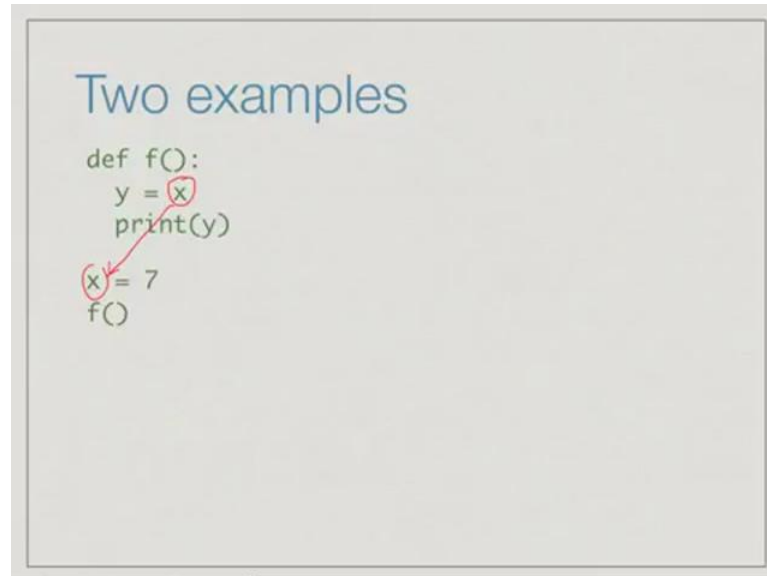 Two examples
def f():
  y = x
  print(y)
x = 7
f()